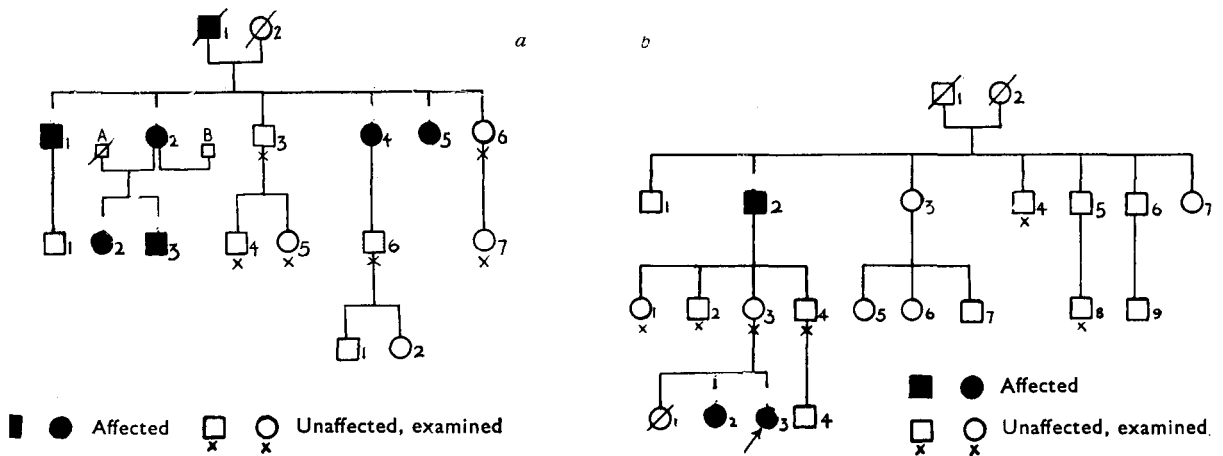 a
1 2
1 A 2 B 3 4 5 6
1 2 3 4 5 6 7
x x x x x x
1 2
Affected Unaffected, examined
x x
b
1 2
1 2 3 4 5 6 7
x
1 2 3 4 5 6 7 8 9
x x x x x
1 2 3 4
Affected
Unaffected, examined.
x x